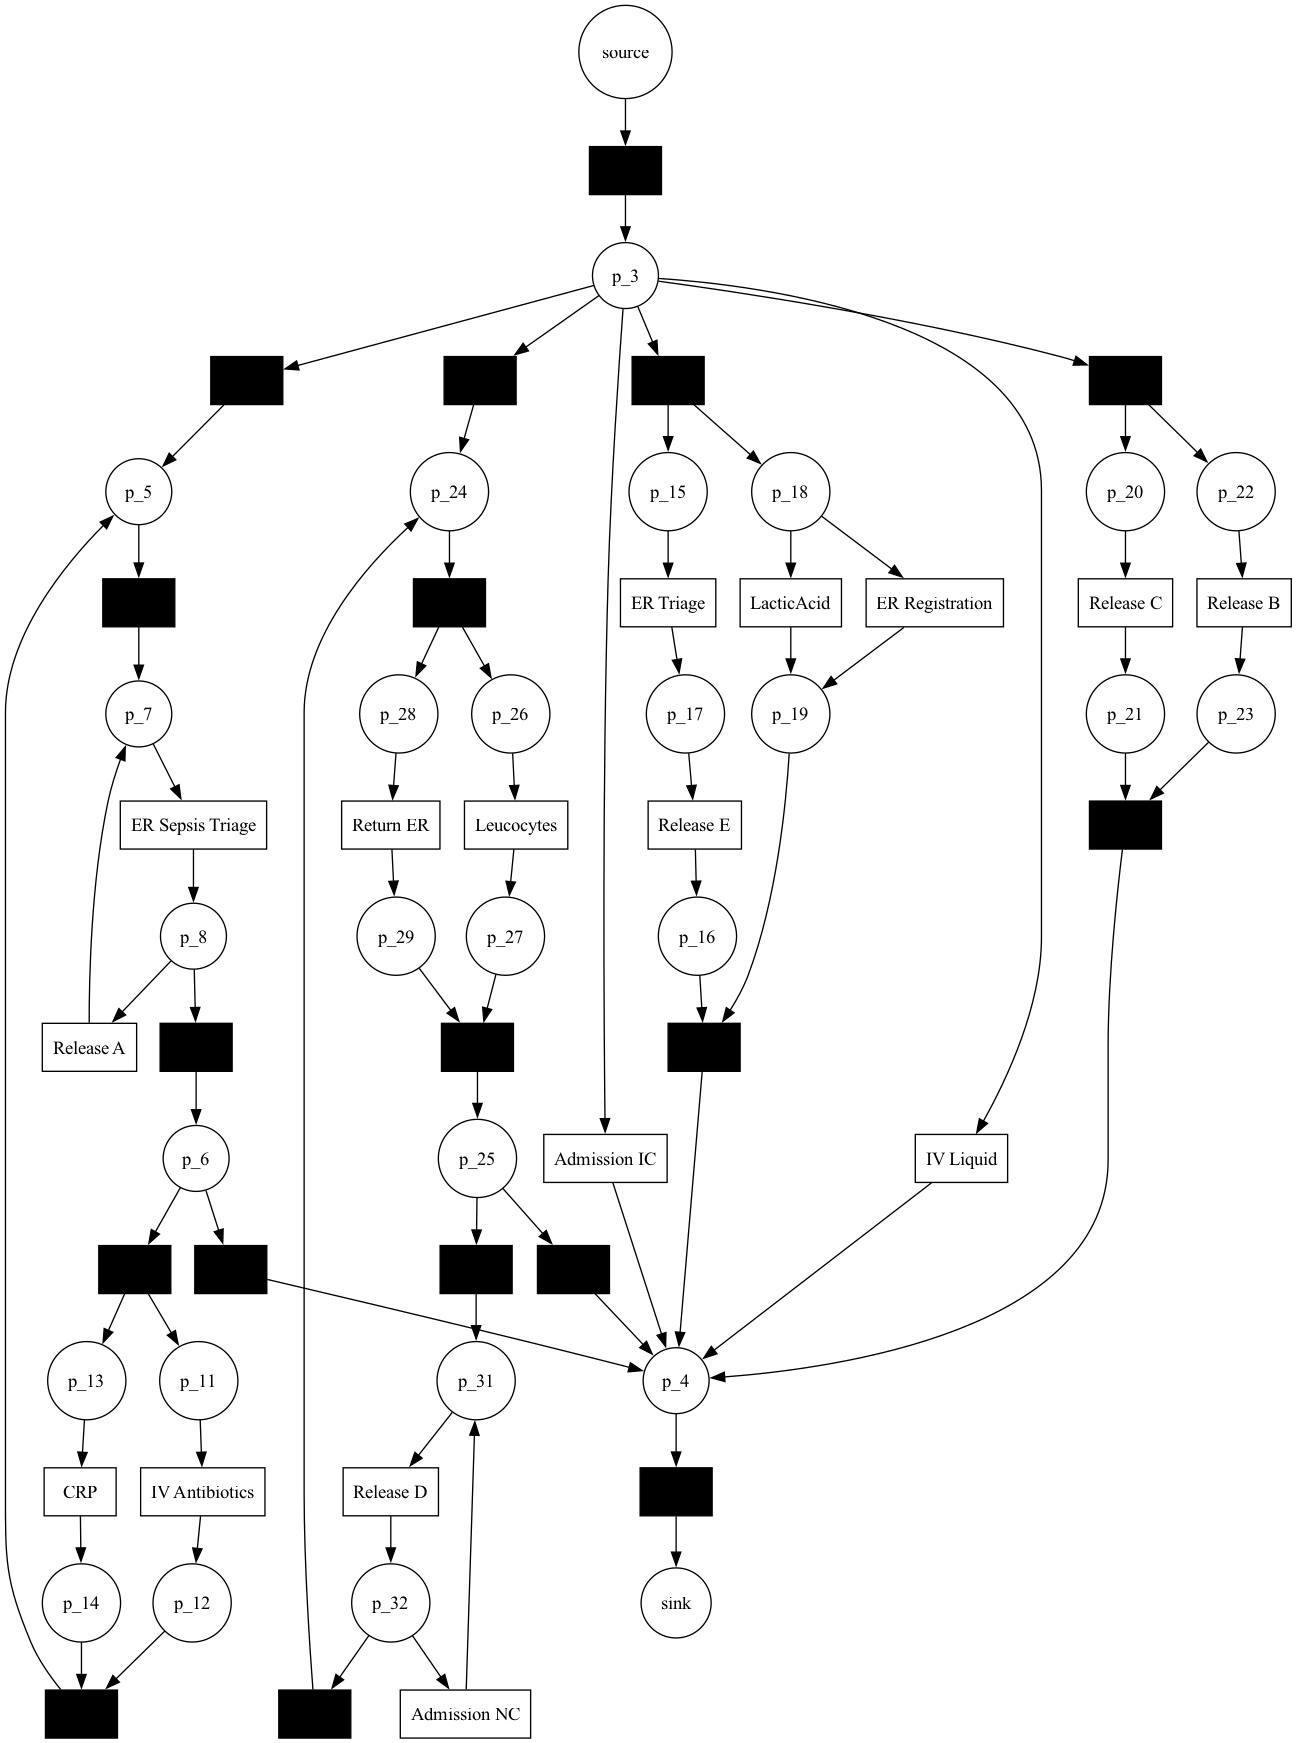 source
p_3
p_5
p_24
p_15
p_18
p_20
p_22
ER Triage
LacticAcid
ER Registration
Release C
Release B
p_7
p_28
p_26
p_17
p_19
p_21
p_23
ER Sepsis Triage
Return ER
Leucocytes
Release E
p_8
p_29
p_27
p_16
Release A
p_6
p_25
Admission IC
IV Liquid
p_13
p_11
p_31
p_4
CRP
IV Antibiotics
Release D
p_14
p_12
p_32
sink
Admission NC